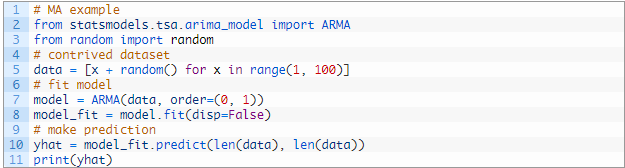 1 # MA example
2 from statsmodels.tsa.arima_model import ARMA
3 from random import random
4 # contrived dataset
5 data = [x + random() for x in range(1, 100)]
6 # fit model
7 model = ARMA(data, order=(0, 1))
8 model_fit = model.fit(disp=False)
9 # make prediction
10 yhat = model_fit.predict(len(data), len(data))
11 print(yhat)